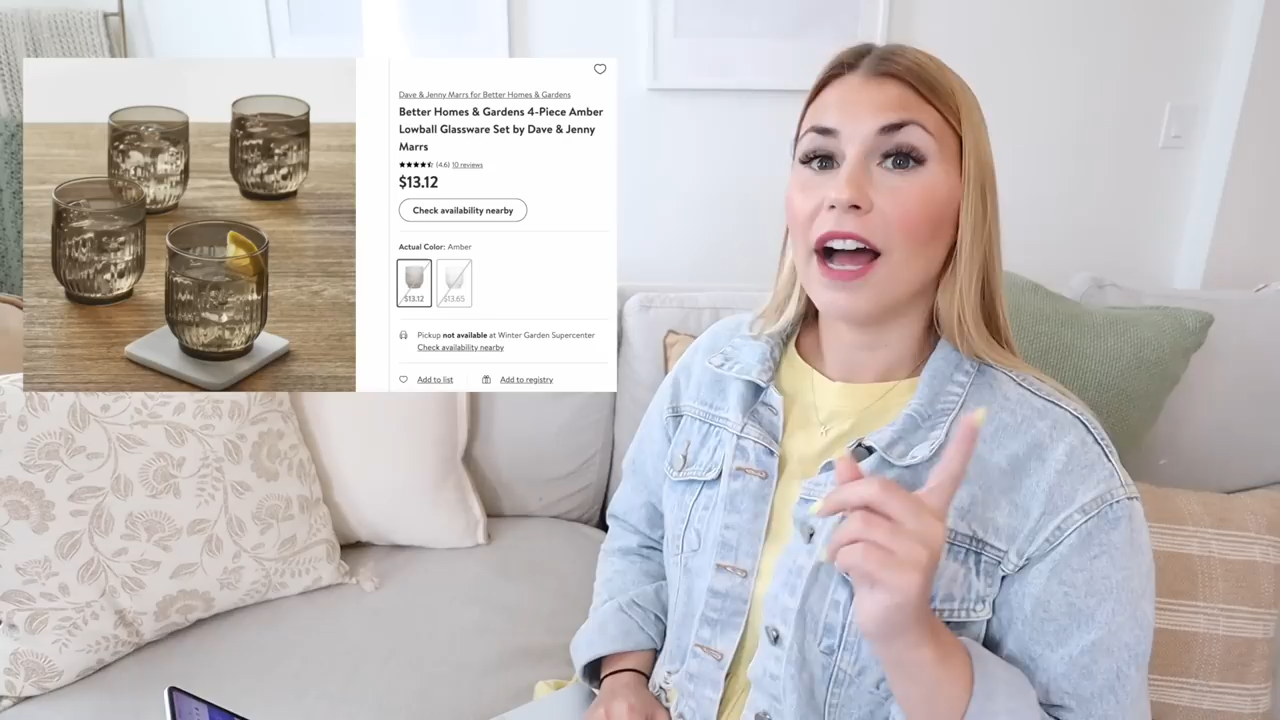 Dave & Jenny Marrs for Better Homes & Gardens
Better Homes & Gardens 4-Piece Amber
Lowball Glassware Set by Dave & Jenny
Marrs
(4.6) 10 reviews
$13.12
Check availability nearby
Actual Color: Amber
$13.12 $13.65
Pickup not available at Winter Garden Supercenter
Check availability nearby
Add to list Add to registry